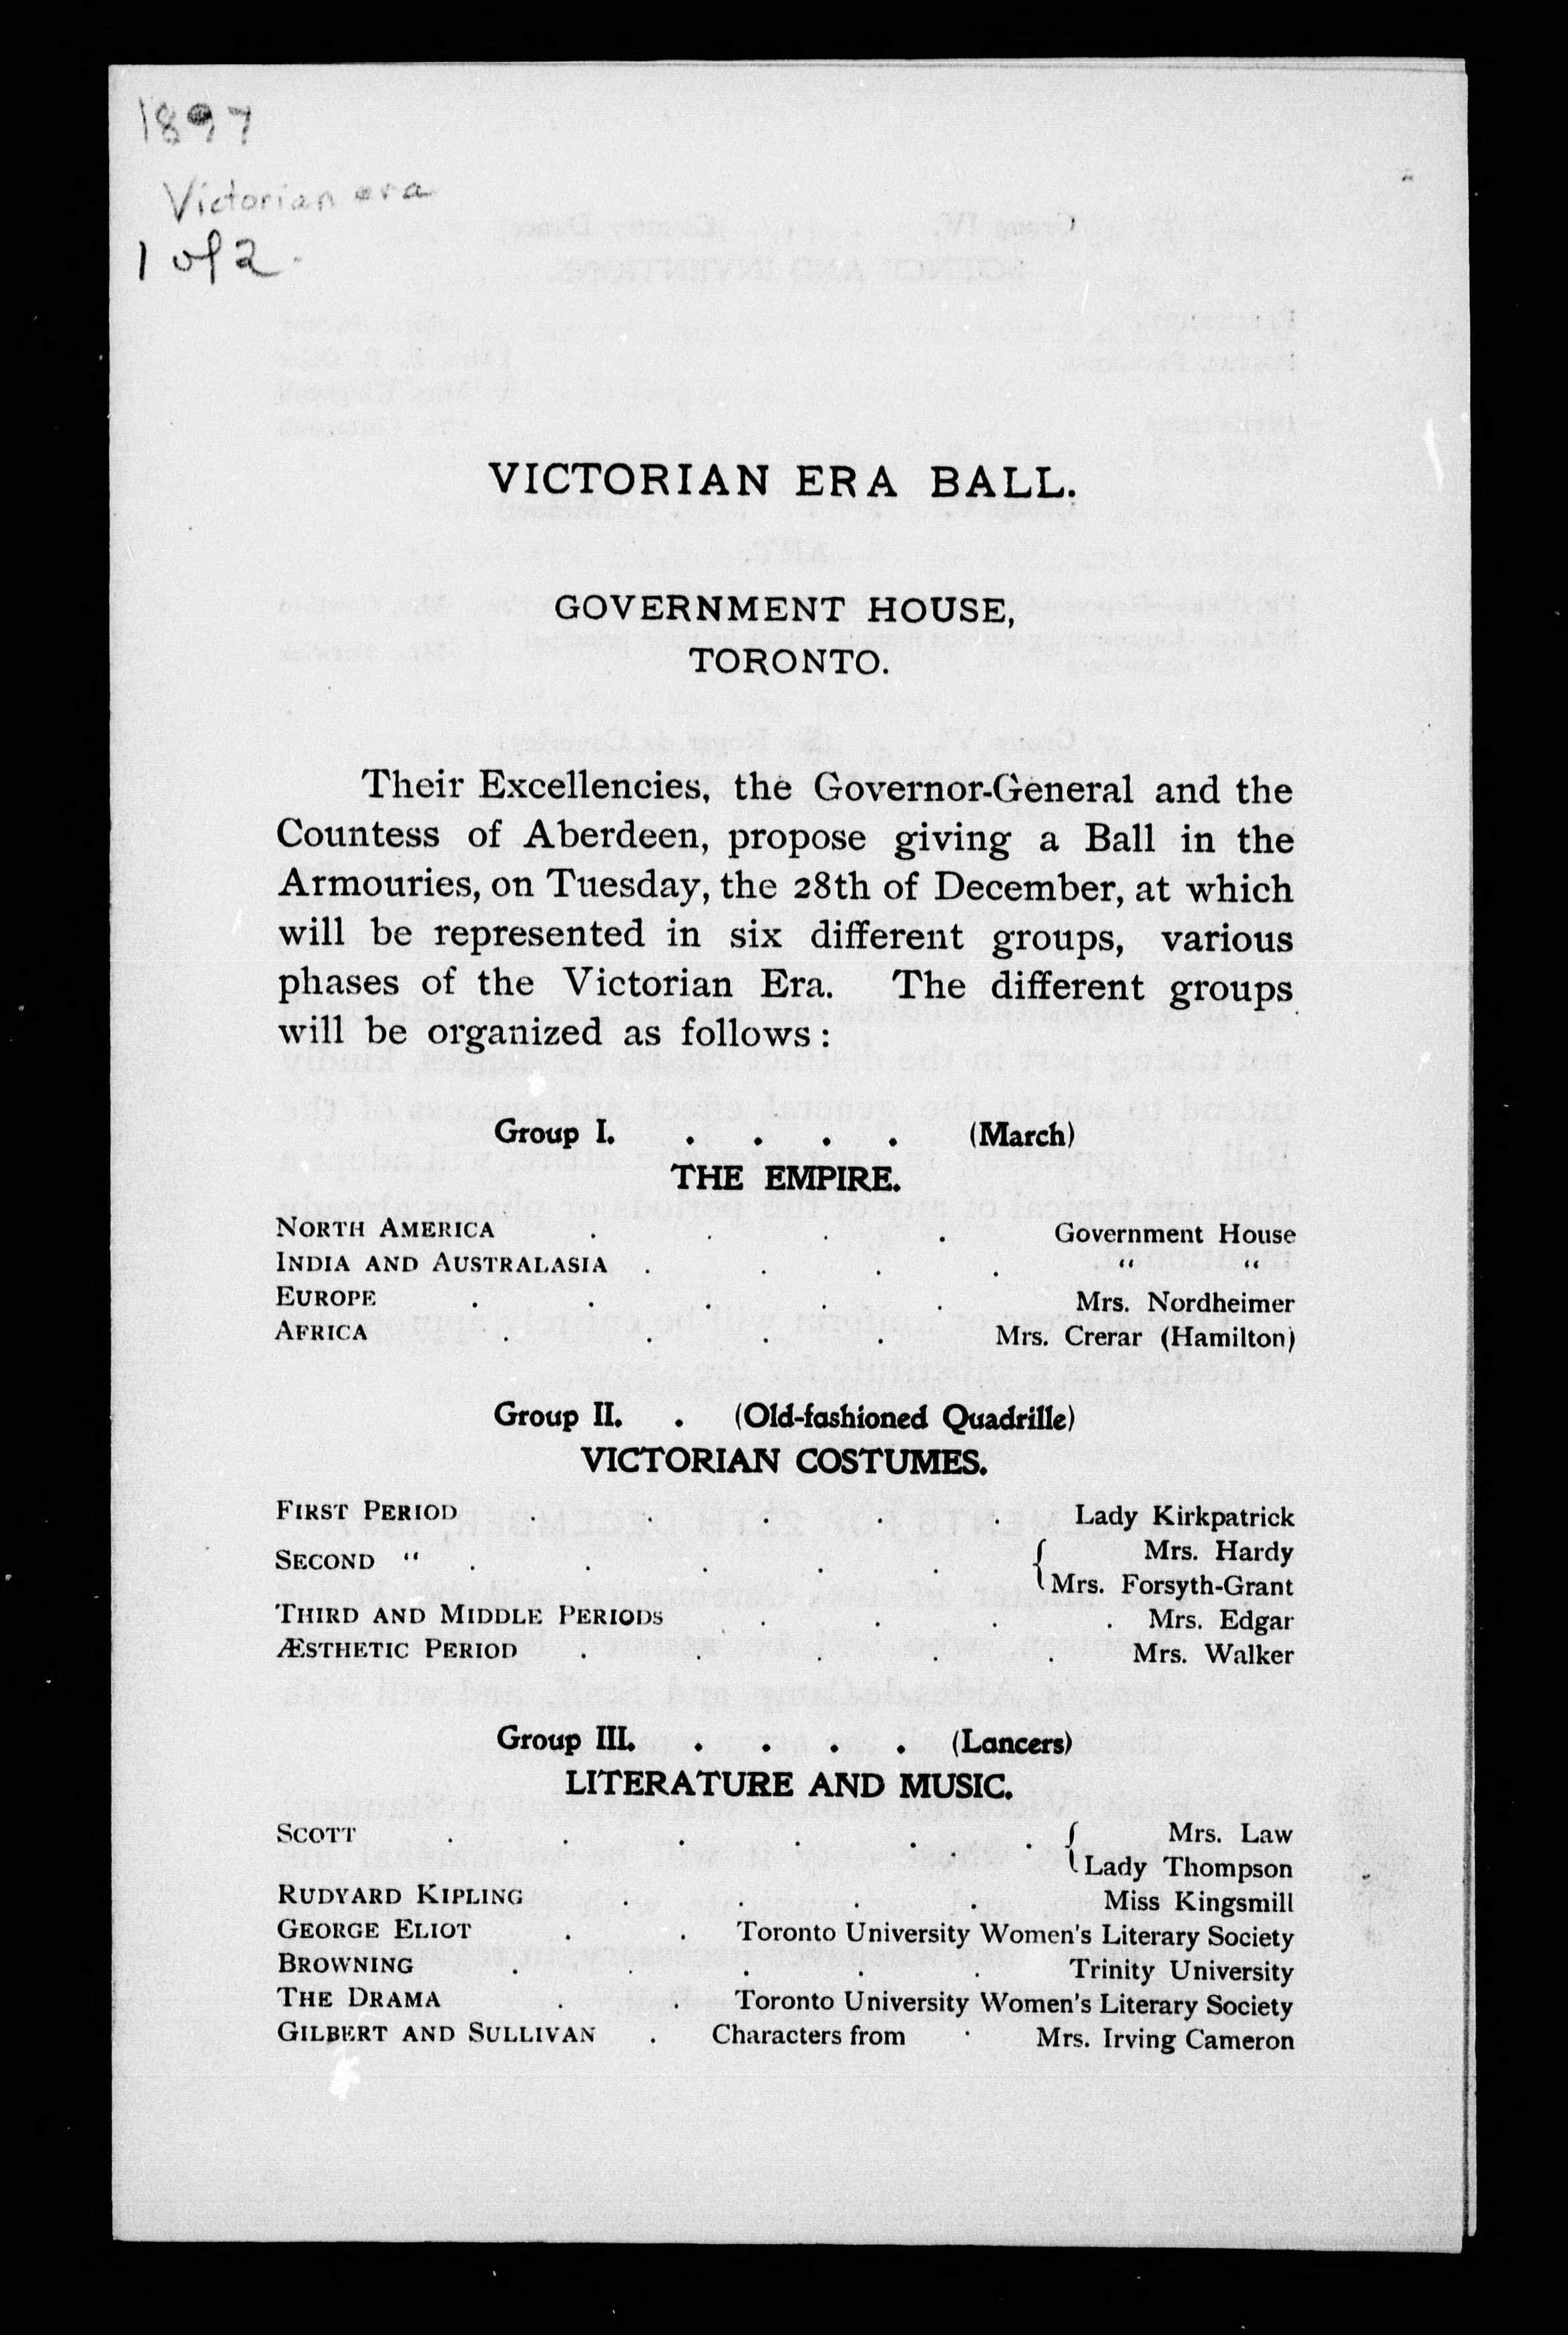 1897
Victorian era
1 of 2.
VICTORIAN ERA BALL.
GOVERNMENT HOUSE,
TORONTO.
Their Excellencies, the Governor-General and the
Countess of Aberdeen, propose giving a Ball in the
Armouries, on Tuesday, the 28th of December, at which
will be represented in six different groups, various
phases of the Victorian Era. The different groups
will be organized as follows:
Group I. . . . . (March)
THE EMPIRE.
NORTH AMERICA . . . . Government House
INDIA AND AUSTRALASIA . . . . “ “
EUROPE . . . . . Mrs. Nordheimer
AFRICA . . . . Mrs. Crerar (Hamilton)
Group II. . (Old-fashioned Quadrille)
VICTORIAN COSTUMES.
FIRST PERIOD . . . . . Lady Kirkpatrick
SECOND “ . . . . . { Mrs. Hardy
Mrs. Forsyth-Grant
THIRD AND MIDDLE PERIODS . . . . Mrs. Edgar
ÆSTHETIC PERIOD . . . . . Mrs. Walker
Group III. . . . . (Lancers)
LITERATURE AND MUSIC.
SCOTT . . . . . . { Mrs. Law
Lady Thompson
RUDYARD KIPLING . . . . Miss Kingsmill
GEORGE ELIOT . . Toronto University Women's Literary Society
BROWNING . . . . . Trinity University
THE DRAMA . . Toronto University Women's Literary Society
GILBERT AND SULLIVAN . Characters from . Mrs. Irving Cameron